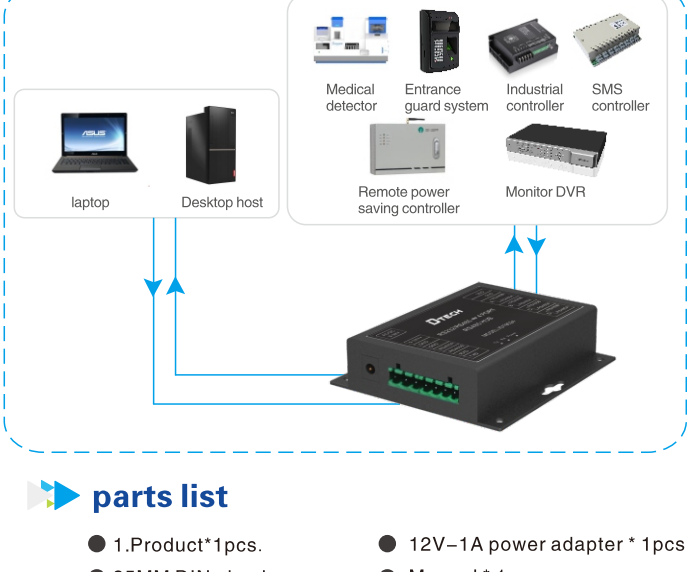 Medical
detector
Entrance
guard system
Industrial
controller
SMS
controller
ASUS
laptop
Desktop host
Remote power
saving controller
Monitor DVR
DTECH
parts list
1.Product*1pcs.
12V-1A power adapter * 1pcs